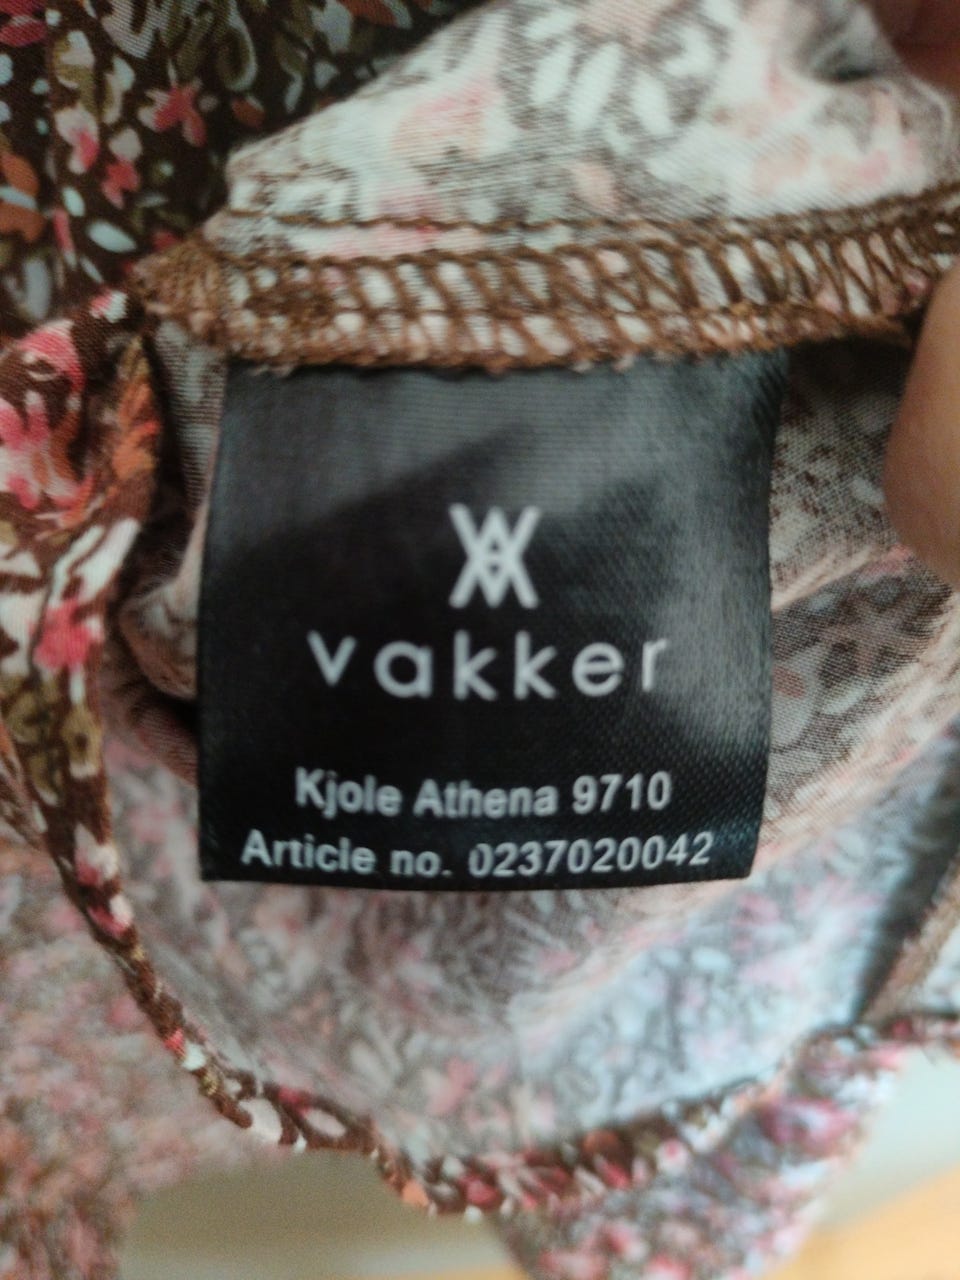 vakker
Kjole Athena 9710
Article no. 0237020042